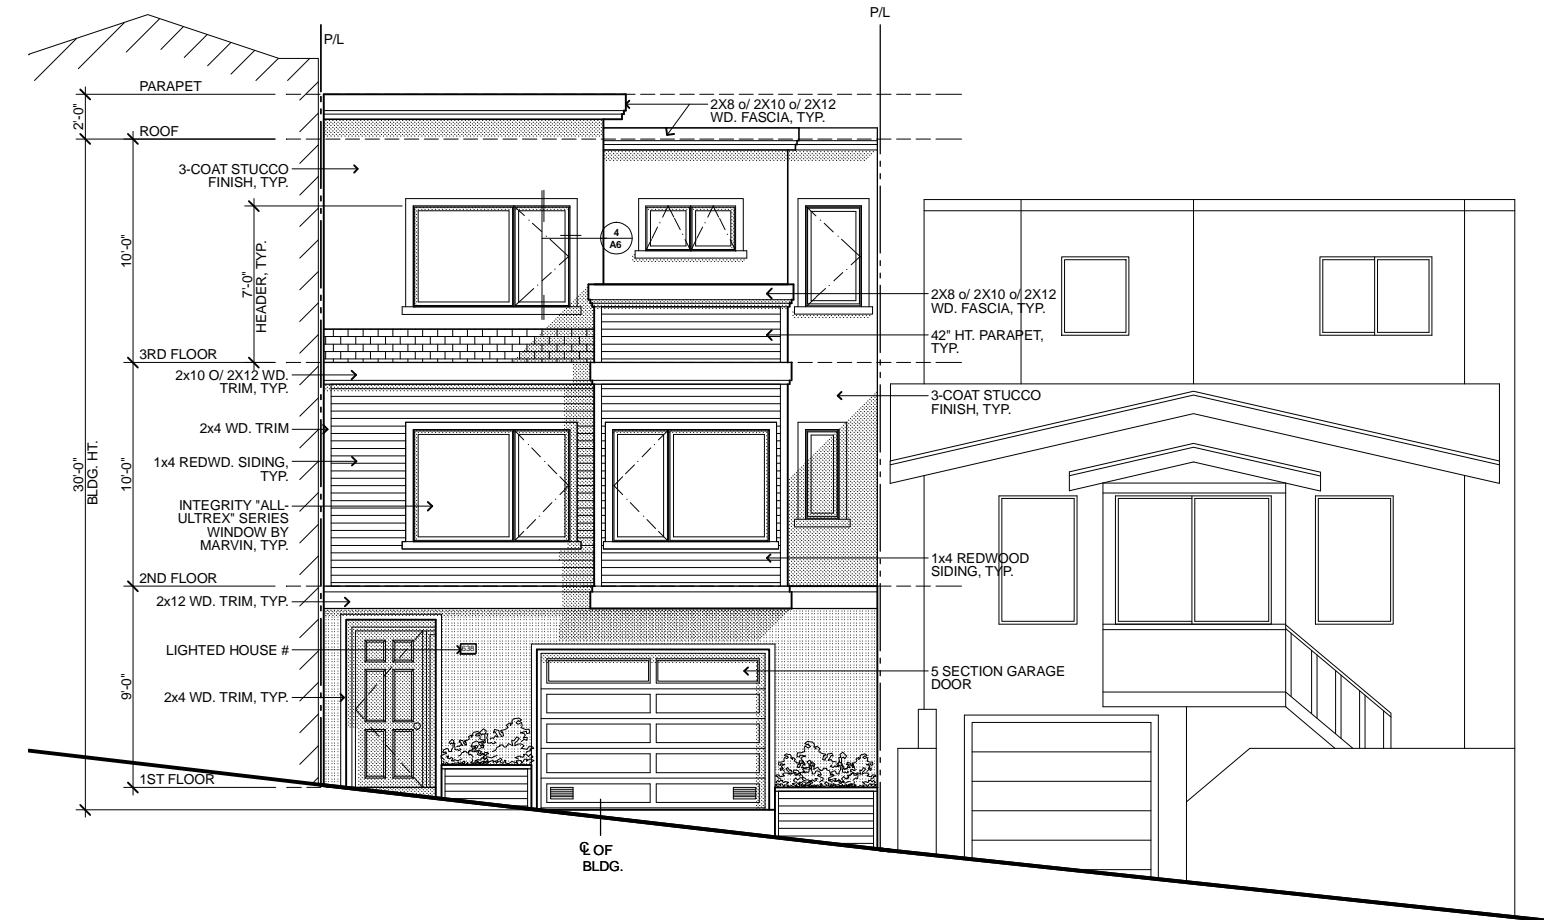 P/L
P/L
PARAPET
2'-0"
ROOF
2X8 o/ 2X10 o/ 2X12
WD. FASCIA, TYP.
3-COAT STUCCO
FINISH, TYP.
10'-0"
7'-0"
HEADER, TYP.
4
A6
2X8 o/ 2X10 o/ 2X12
WD. FASCIA, TYP.
42" HT. PARAPET,
TYP.
3RD FLOOR
2x10 O/ 2X12 WD.
TRIM, TYP.
3-COAT STUCCO
FINISH, TYP.
2x4 WD. TRIM
30'-0"
BLDG. HT.
10'-0"
1x4 REDWD. SIDING,
TYP.
INTEGRITY "ALL-
ULTREX" SERIES
WINDOW BY
MARVIN, TYP.
1x4 REDWOOD
SIDING, TYP.
2ND FLOOR
2x12 WD. TRIM, TYP.
LIGHTED HOUSE #
638
5 SECTION GARAGE
DOOR
9'-0"
2x4 WD. TRIM, TYP.
1ST FLOOR
℄ OF
BLDG.